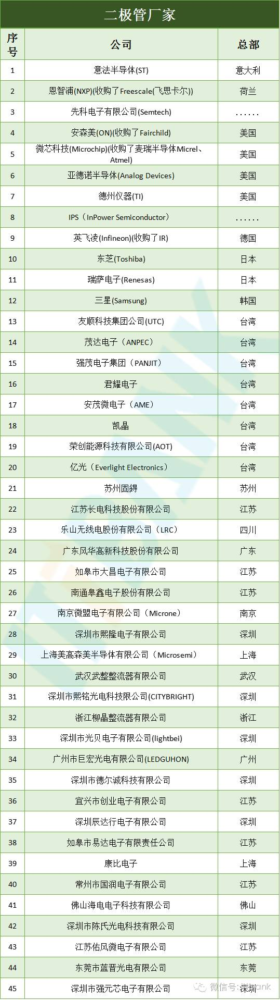 二极管厂家
序号 公司 总部
1 意法半导体(ST) 意大利
2 恩智浦(NXP)(收购了Freescale(飞思卡尔)) 荷兰
3 先科电子有限公司(Semtech) ......
4 安森美(ON)(收购了Fairchild) 美国
5 微芯科技(Microchip)(收购了麦瑞半导体Micrel、
Atmel) 美国
6 亚德诺半导体(Analog Devices) 美国
7 德州仪器(TI) 美国
8 IPS（InPower Semiconductor） ......
9 英飞凌(Infineon)(收购了IR) 德国
10 东芝(Toshiba) 日本
11 瑞萨电子(Renesas) 日本
12 三星(Samsung) 韩国
13 友顺科技集团公司(UTC) 台湾
14 茂达电子（ANPEC） 台湾
15 强茂电子集团（PANJIT） 台湾
16 君耀电子 台湾
17 安茂微电子（AME） 台湾
18 凯晶 台湾
19 荣创能源科技有限公司(AOT) 台湾
20 亿光（Everlight Electronics） 台湾
21 苏州固鍀 苏州
22 江苏长电科技股份有限公司 江苏
23 乐山无线电股份有限公司（LRC） 四川
24 广东风华高新科技股份有限公司 广东
25 如皋市大昌电子有限公司 江苏
26 南通皋鑫电子股份有限公司 江苏
27 南京微盟电子有限公司（Microne） 南京
28 深圳市熙隆电子有限公司 深圳
29 上海美高森美半导体有限公司（Microsemi） 上海
30 武汉武整整流器有限公司 武汉
31 深圳市熙铭光电科技限公司(CITYBRIGHT) 深圳
32 浙江柳晶整流器有限公司 浙江
33 深圳市光贝电子有限公司(lightbei) 深圳
34 广州市巨宏光电有限公司(LEDGUHON) 广州
35 深圳市德尔诚科技有限公司 深圳
36 宜兴市创业电子有限公司 江苏
37 深圳辰达行电子有限公司 深圳
38 如皋市易达电子有限责任公司 江苏
39 康比电子 上海
40 常州市国润电子有限公司 江苏
41 佛山海电电子科技有限公司 佛山
42 深圳市陈氏光电科技有限公司 深圳
43 江苏佑风微电子有限公司 江苏
44 东莞市蓝晋光电有限公司 东莞
45 深圳市强元芯电子有限公司 深圳
微信号:
ITBANK